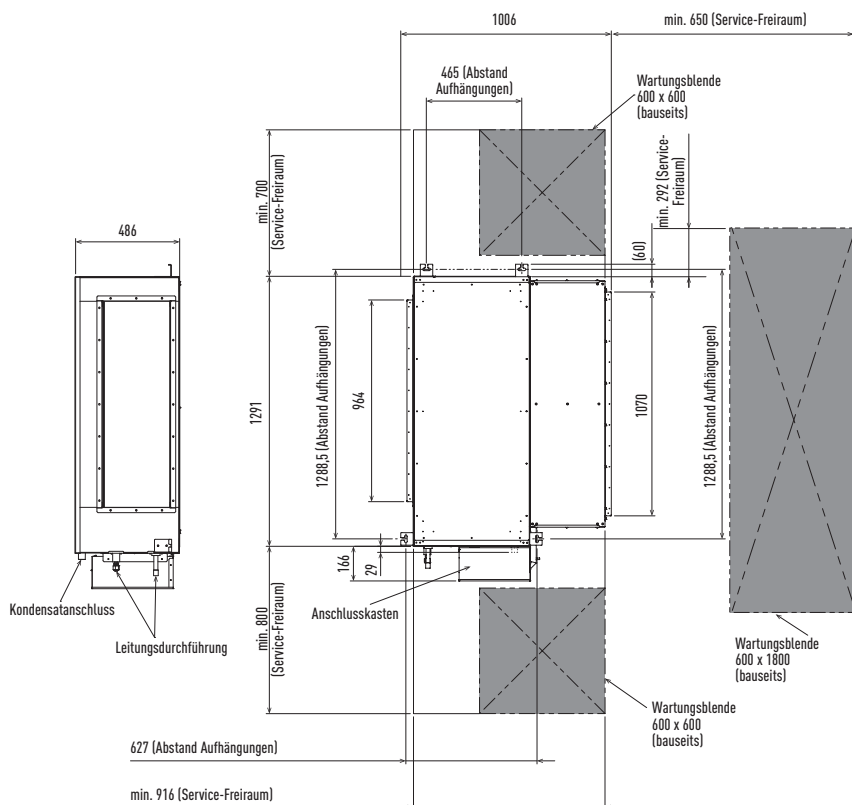 1006
min. 650 (Service-Freiraum)
465 (Abstand
Aufhängungen)
Wartungsblende
600 x 600
(bauseits)
min. 700
(Service-Freiraum)
min. 292 (Service-
Freiraum)
486
(60)
1291
1288,5 (Abstand Aufhängungen)
964
1070
1288,5 (Abstand Aufhängungen)
166
29
Kondensatanschluss
Anschlusskasten
Leitungsdurchführung
min. 800
(Service-Freiraum)
Wartungsblende
600 x 1800
(bauseits)
Wartungsblende
600 x 600
(bauseits)
627 (Abstand Aufhängungen)
min. 916 (Service-Freiraum)